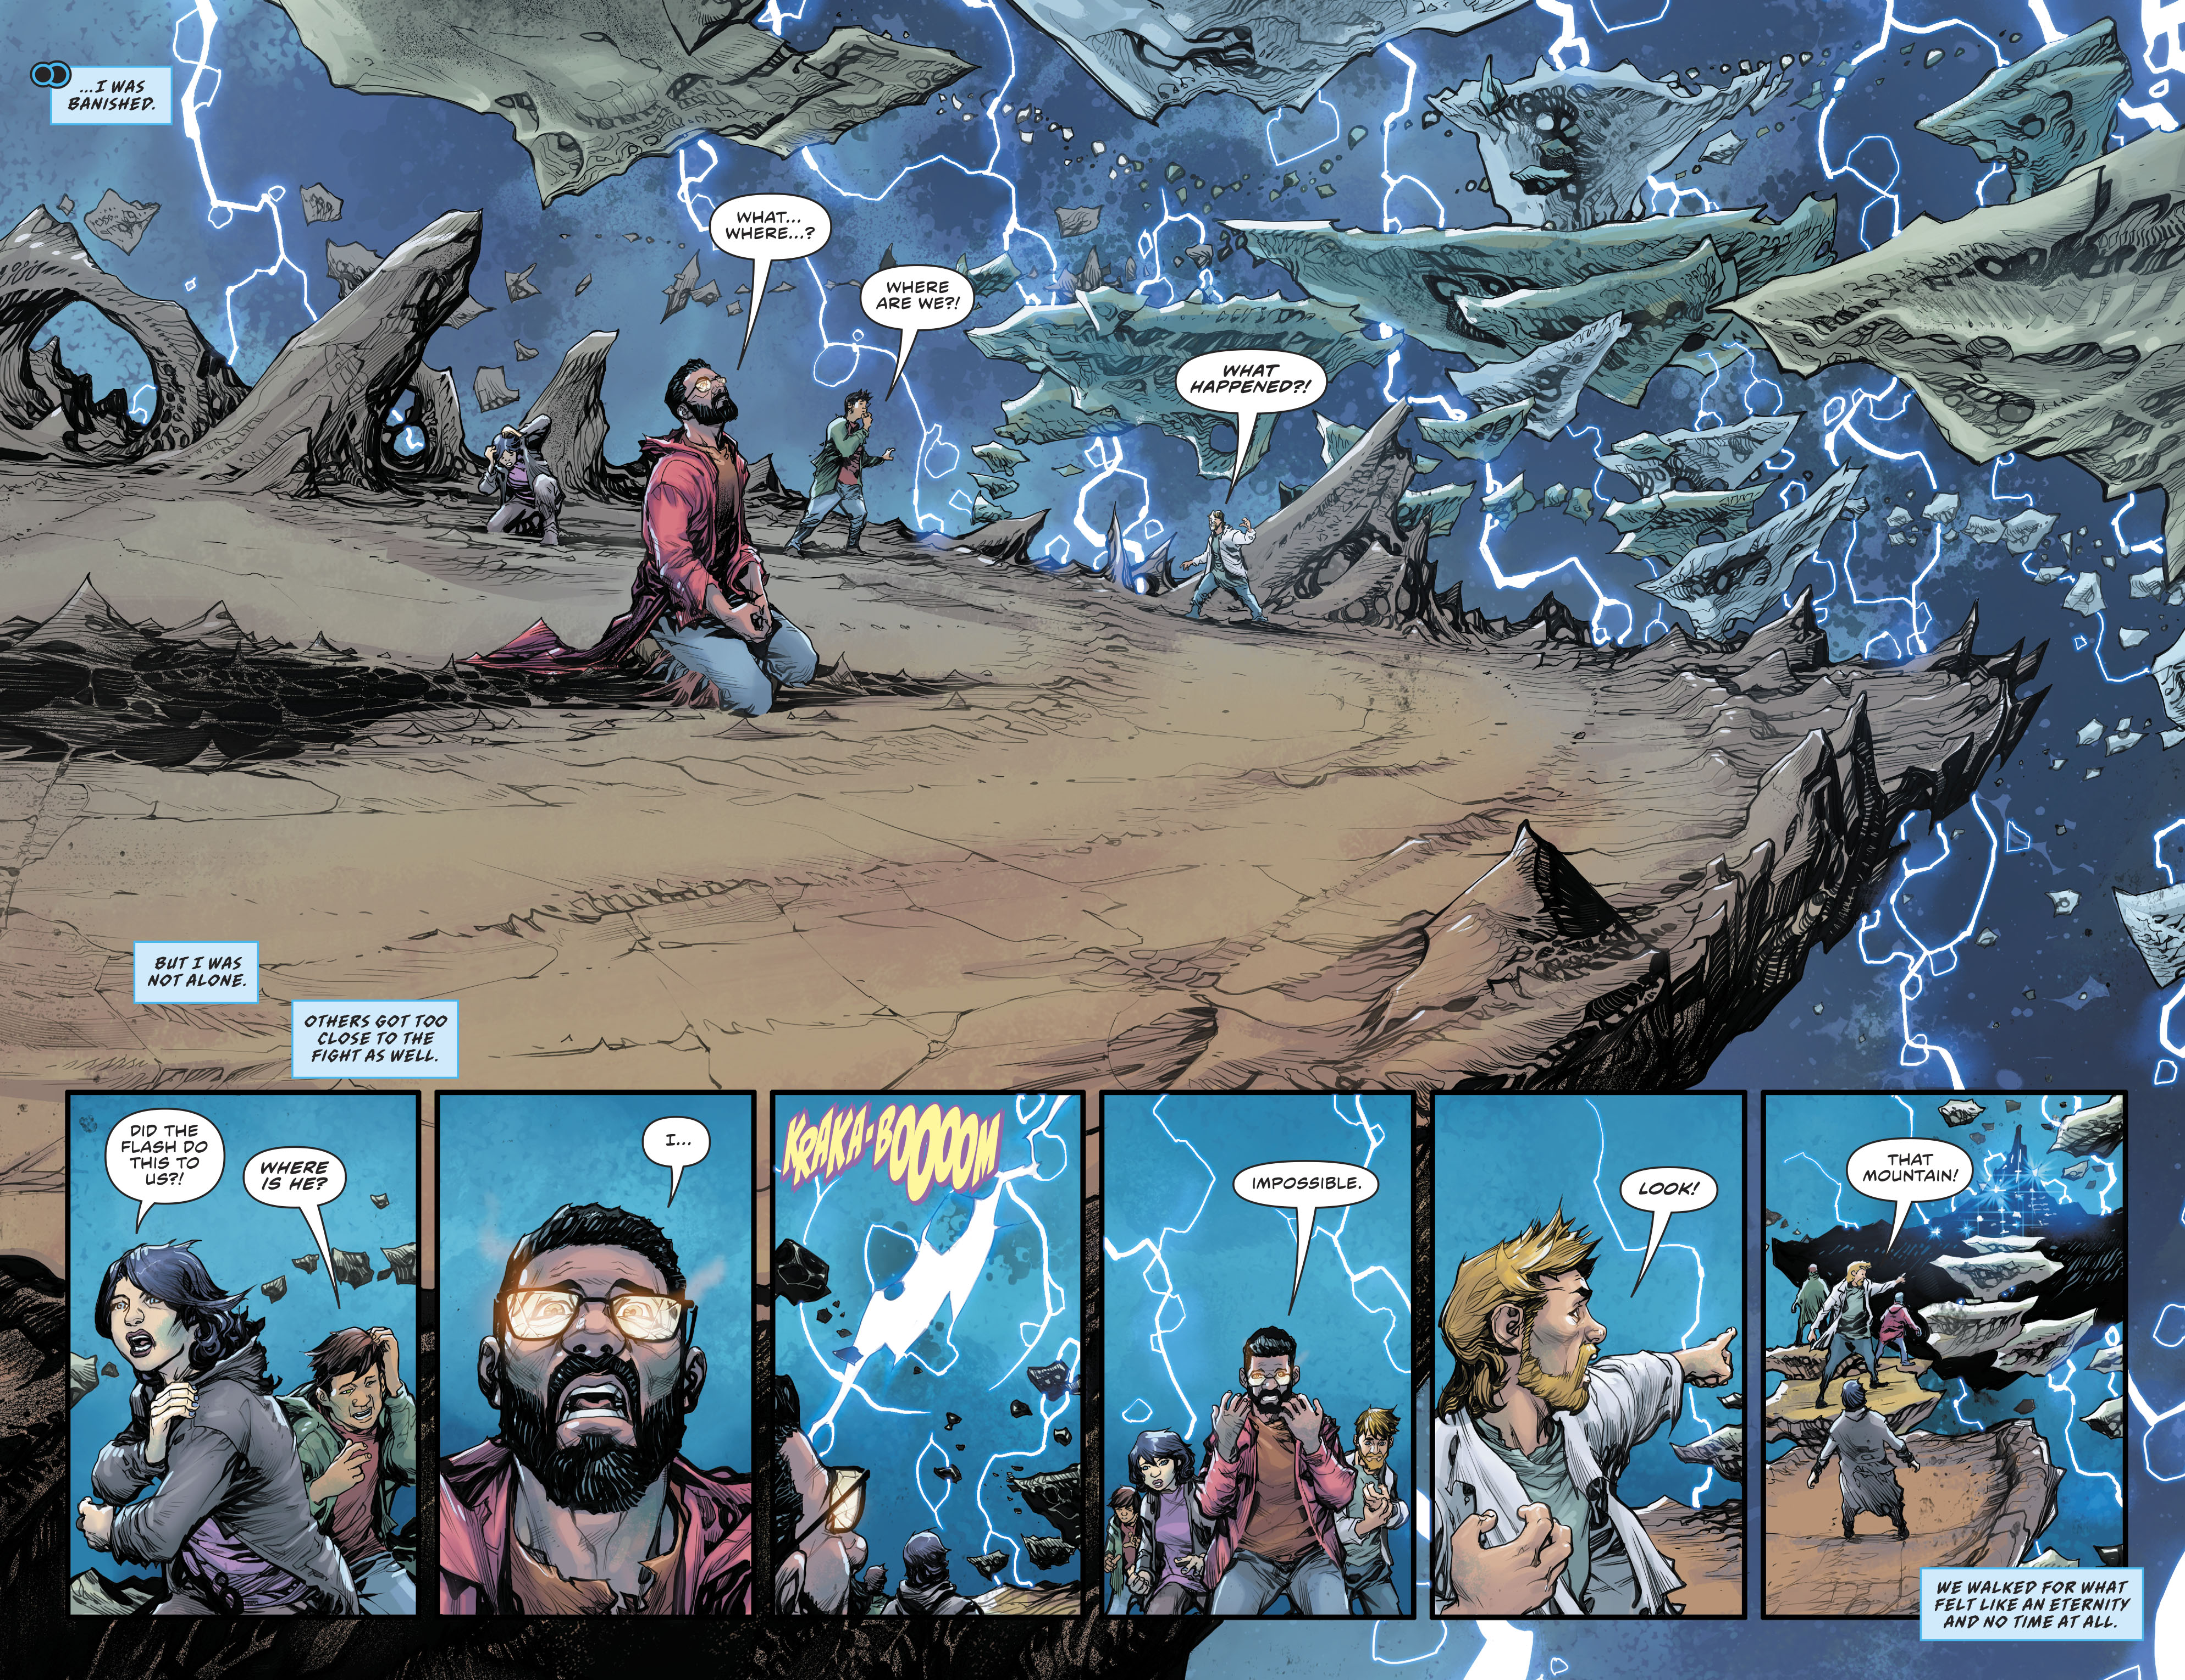 ...I WAS
BANISHED.
WHAT...
WHERE...?
WHERE
ARE WE?!
WHAT
HAPPENED?!
BUT I WAS
NOT ALONE.
OTHERS GOT TOO
CLOSE TO THE
FIGHT AS WELL.
DID THE
FLASH DO
THIS TO
US?!
WHERE
IS HE?
I...
KRAKA-BOOOOM
IMPOSSIBLE.
LOOK!
THAT
MOUNTAIN!
WE WALKED FOR WHAT
FELT LIKE AN ETERNITY
AND NO TIME AT ALL.